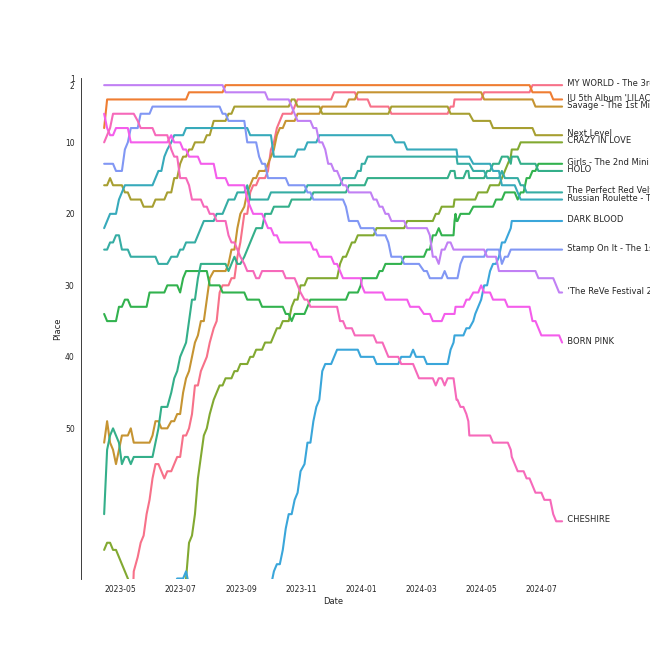 1
2
10
20
30
40
50
Place
2023-05
2023-07
2023-09
2023-11
2024-01
2024-03
2024-05
2024-07
Date
MY WORLD - The 3r
IU 5th Album 'LILAC
Savage - The 1st Mi
Next Level
CRAZY IN LOVE
Girls - The 2nd Mini
HOLO
The Perfect Red Vel
Russian Roulette - T
DARK BLOOD
Stamp On It - The 1s
'The ReVe Festival 2
BORN PINK
CHESHIRE